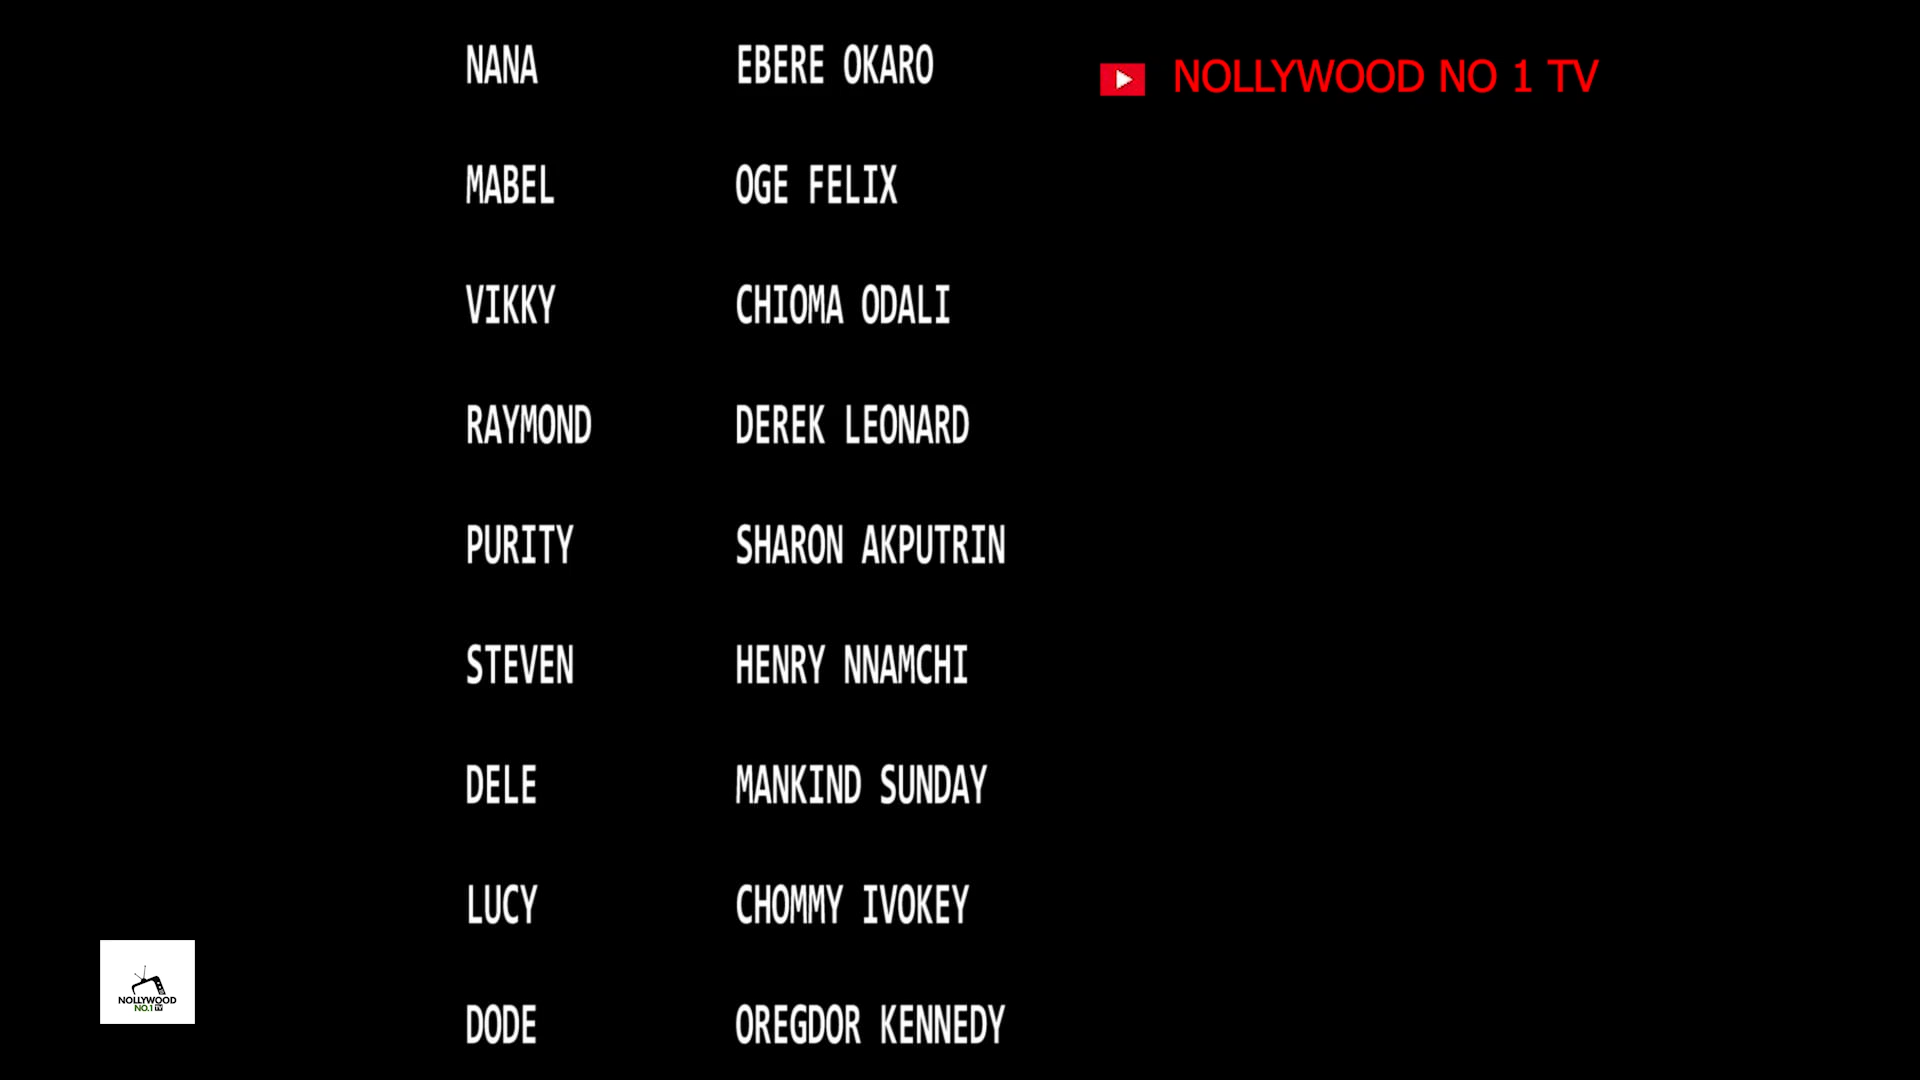 NANA EBERE OKARO
NOLLYWOOD NO 1 TV
MABEL OGE FELIX
VIKKY CHIOMA ODALI
RAYMOND DEREK LEONARD
PURITY SHARON AKPUTRIN
STEVEN HENRY NNAMCHI
DELE MANKIND SUNDAY
LUCY CHOMMY IVOKEY
DODE OREGDOR KENNEDY
NOLLYWOOD
NO.1 TV